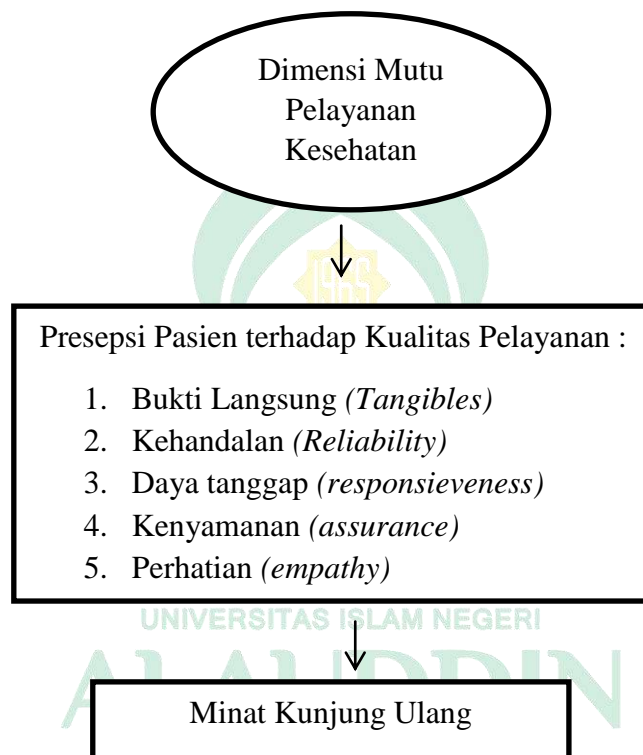 Dimensi Mutu
Pelayanan
Kesehatan
Presepsi Pasien terhadap Kualitas Pelayanan :
1. Bukti Langsung (Tangibles)
2. Kehandalan (Reliability)
3. Daya tanggap (responsieveness)
4. Kenyamanan (assurance)
5. Perhatian (empathy)
UNIVERSITAS ISLAM NEGERI
ALAUDDIN
Minat Kunjung Ulang